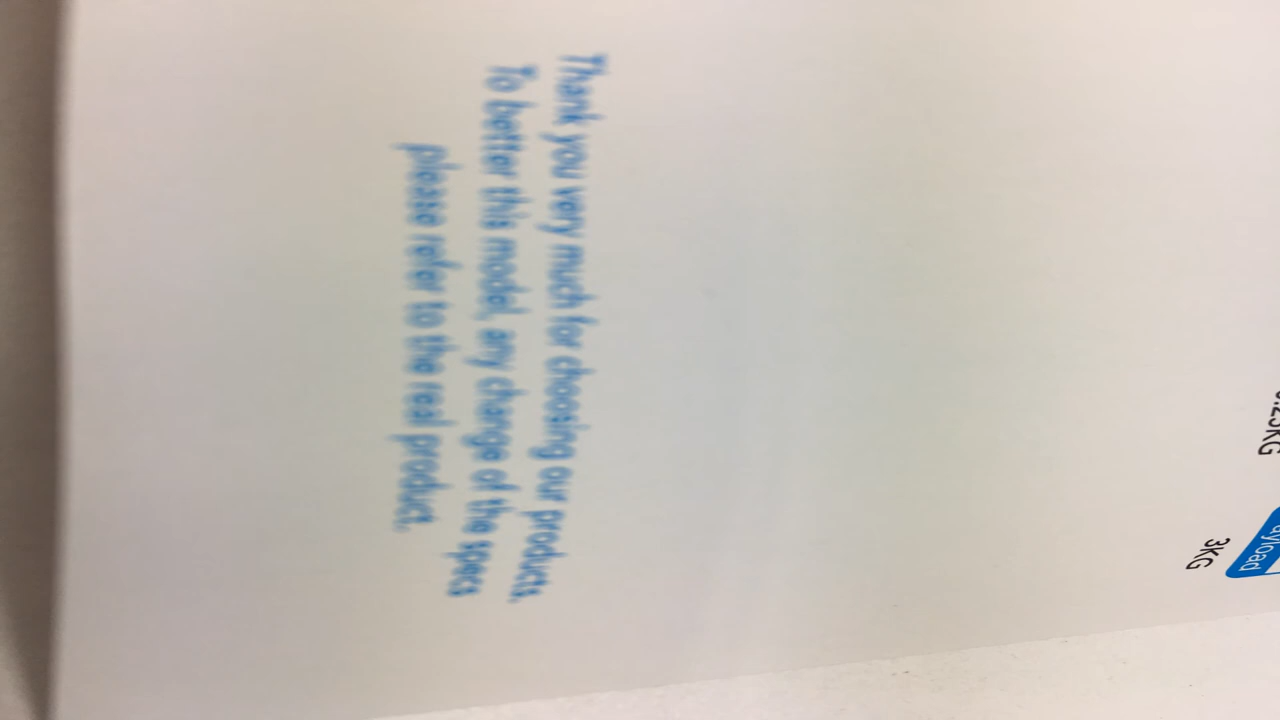 Thank you very much for choosing our products,
To better this model, any change of the specs
please refer to the real product.
3KG